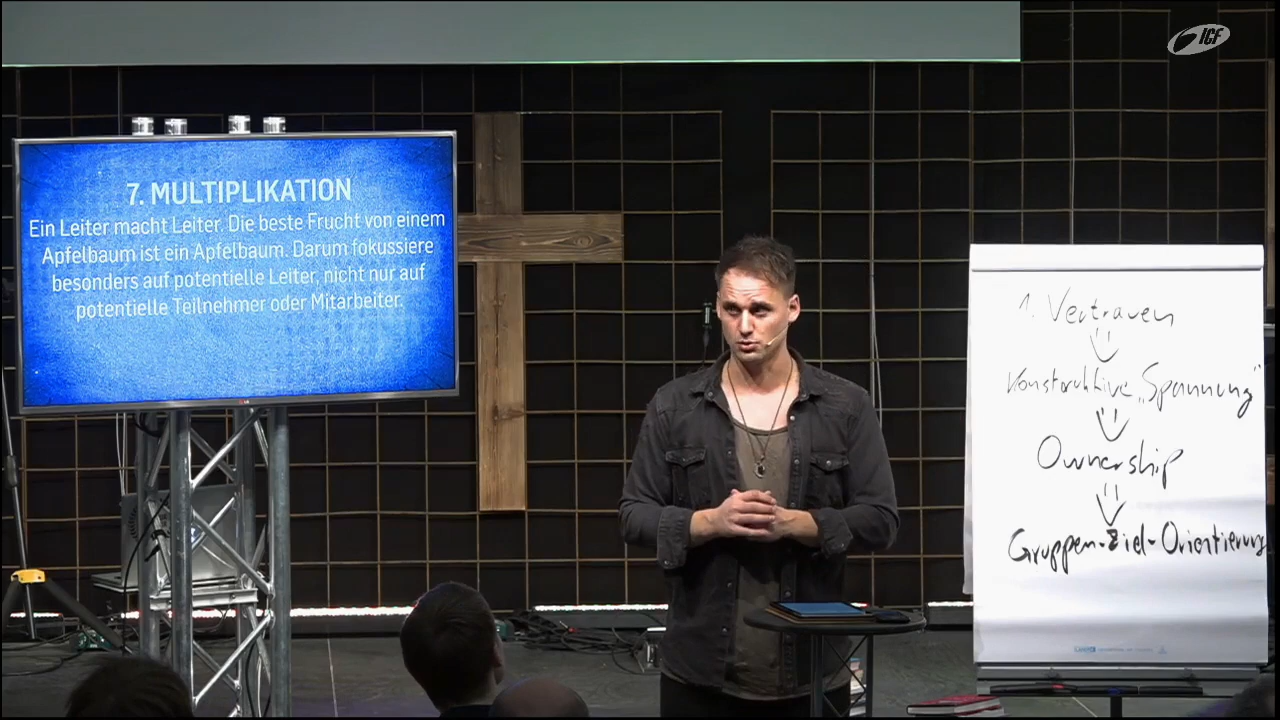 ICF
7. MULTIPLIKATION
Ein Leiter macht Leiter. Die beste Frucht von einem
Apfelbaum ist ein Apfelbaum. Darum fokussiere
besonders auf potentielle Leiter, nicht nur auf
potentielle Teilnehmer oder Mitarbeiter.
1. Vertrauen
Konstruktive „Spannung“
Ownership
Gruppen-Ziel-Orientierung